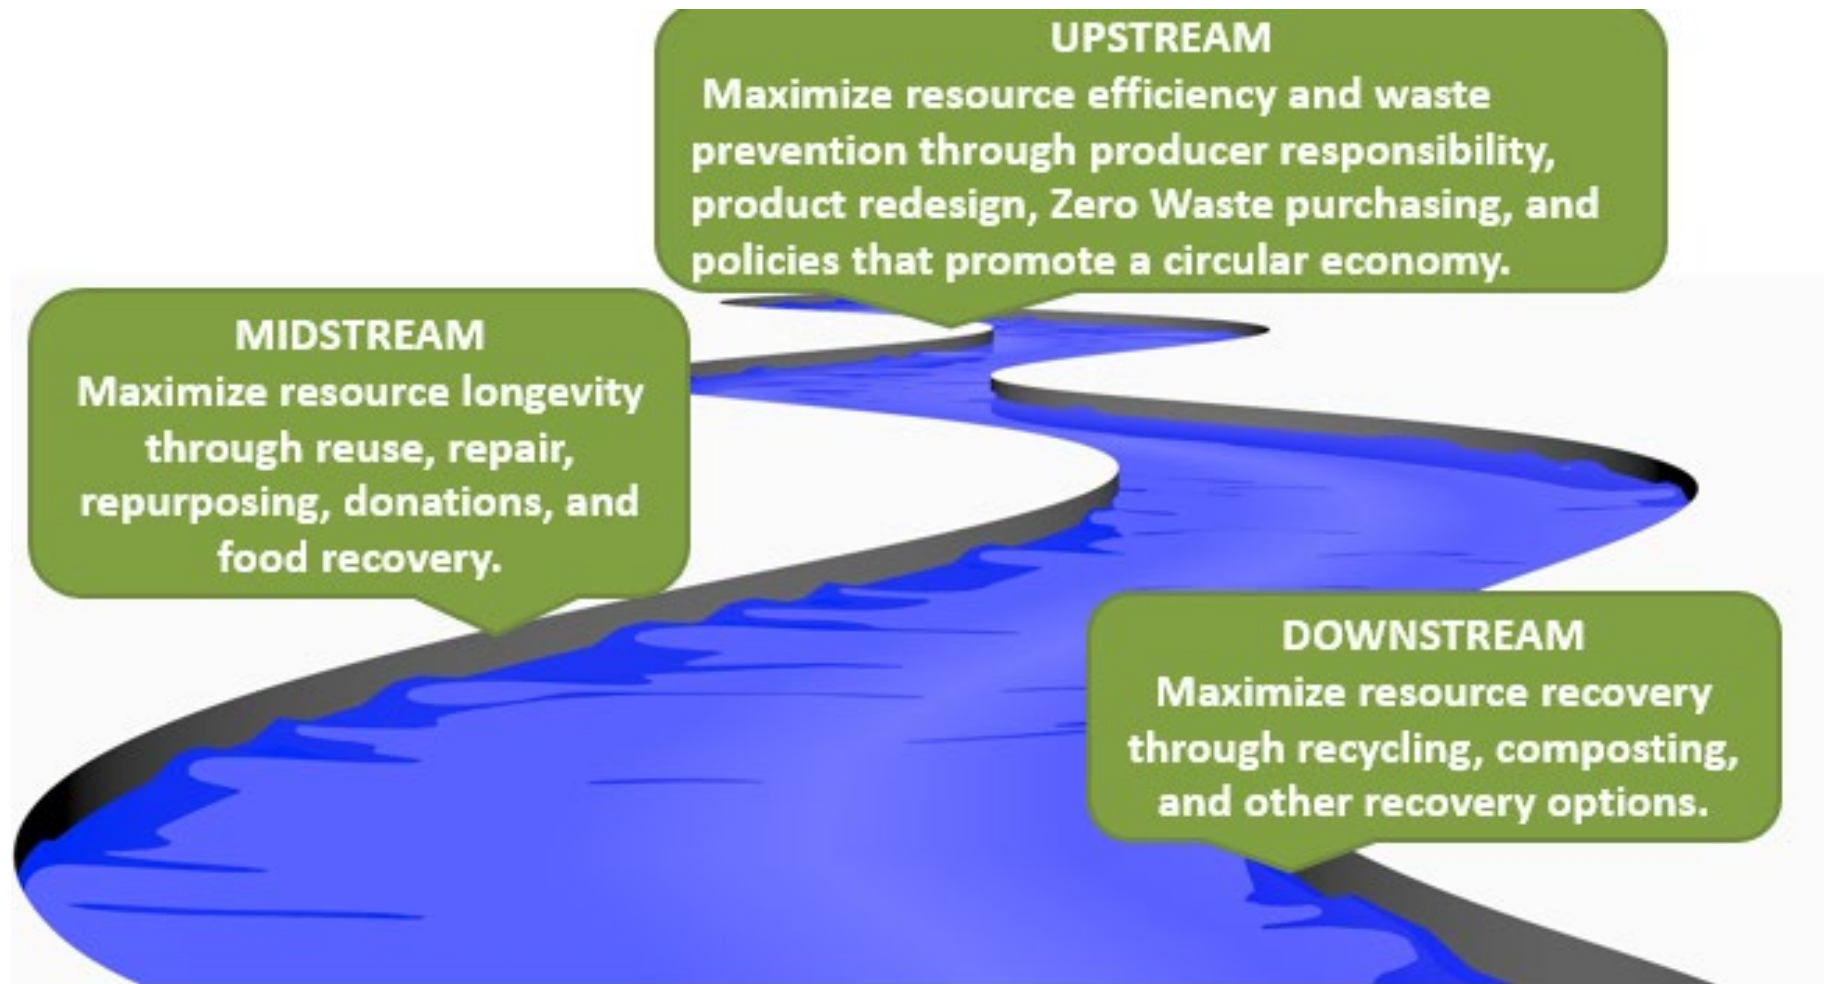 UPSTREAM
Maximize resource efficiency and waste
prevention through producer responsibility,
product redesign, Zero Waste purchasing, and
policies that promote a circular economy.
MIDSTREAM
Maximize resource longevity
through reuse, repair,
repurposing, donations, and
food recovery.
DOWNSTREAM
Maximize resource recovery
through recycling, composting,
and other recovery options.